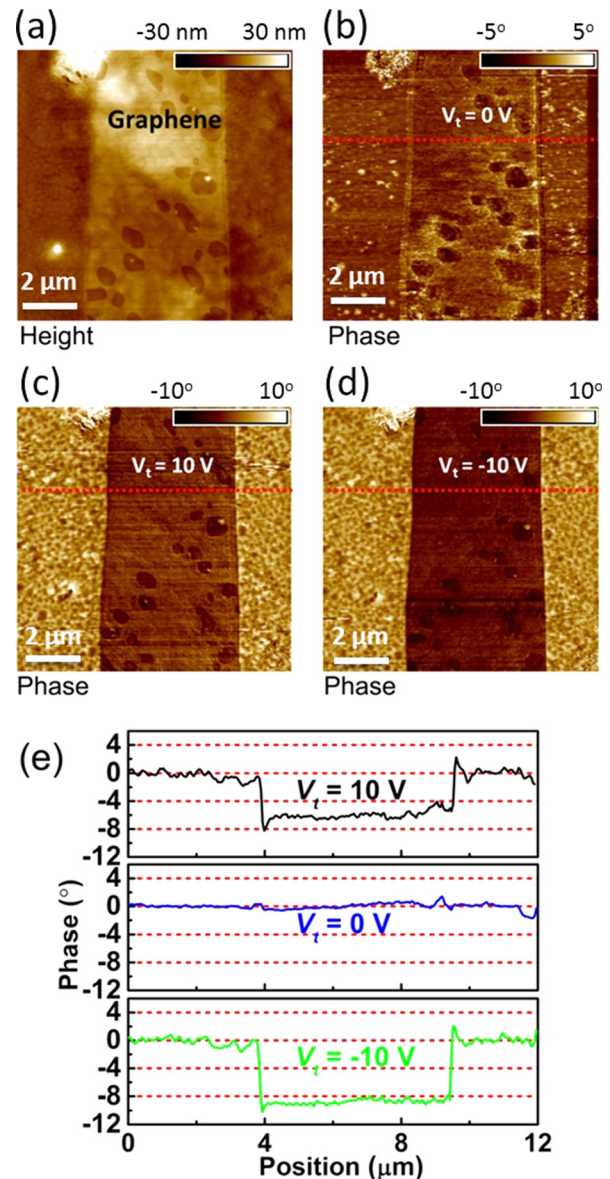 (a)
-30 nm 30 nm
Graphene
2 μm
Height
(b)
-5° 5°
Vt = 0 V
2 μm
Phase
(c)
-10° 10°
Vt = 10 V
2 μm
Phase
(d)
-10° 10°
Vt = -10 V
2 μm
Phase
(e)
4
0
-4
-8
-12
Vt = 10 V
4
0
-4
-8
-12
Vt = 0 V
4
0
-4
-8
-12
Vt = -10 V
Phase (°)
0 4 8 12
Position (μm)